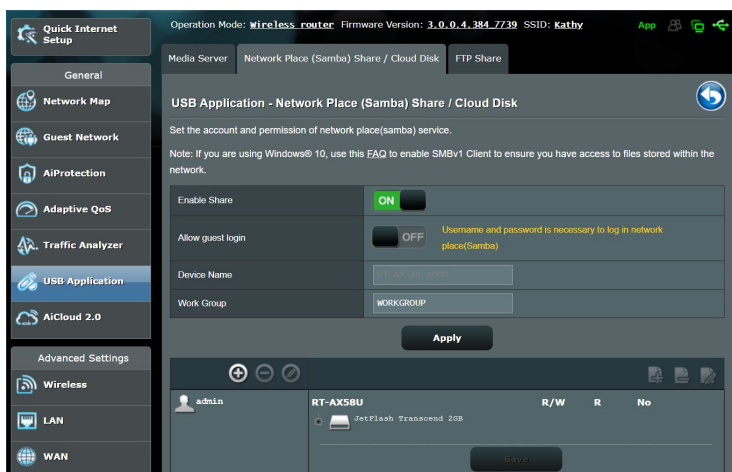 Quick Internet Setup
Operation Mode: Wireless router Firmware Version: 3.0.0.4.384_7739 SSID: Kathy
App
General
Network Map
Guest Network
AiProtection
Adaptive QoS
Traffic Analyzer
USB Application
AiCloud 2.0
Advanced Settings
Wireless
LAN
WAN
Media Server
Network Place (Samba) Share / Cloud Disk
FTP Share
USB Application - Network Place (Samba) Share / Cloud Disk
Set the account and permission of network place(samba) service.
Note: If you are using Windows® 10, use this FAQ to enable SMBv1 Client to ensure you have access to files stored within the
network.
Enable Share
ON
Allow guest login
OFF
Username and password is necessary to log in network
place(Samba)
Device Name
Work Group
WORKGROUP
Apply
admin
RT-AX58U
R/W
R
No
JetFlash Transcend 2GB
Save